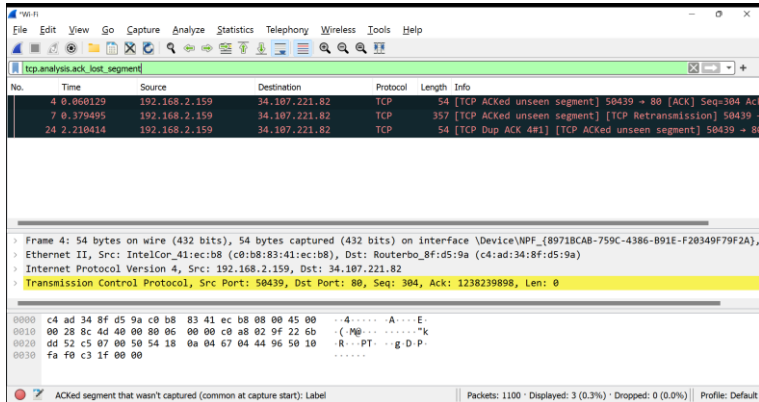 *Wi-Fi
File Edit View Go Capture Analyze Statistics Telephony Wireless Tools Help
tcp.analysis.ack_lost_segment
No. Time Source Destination Protocol Length Info
4 0.060129 192.168.2.159 34.107.221.82 TCP 54 [TCP ACKed unseen segment] 50439 → 80 [ACK] Seq=304 Ac
7 0.379495 192.168.2.159 34.107.221.82 TCP 357 [TCP ACKed unseen segment] [TCP Retransmission] 50439 →
24 2.210414 192.168.2.159 34.107.221.82 TCP 54 [TCP Dup ACK 4#1] [TCP ACKed unseen segment] 50439 → 8
Frame 4: 54 bytes on wire (432 bits), 54 bytes captured (432 bits) on interface \Device\NPF_{8971BCAB-759C-4386-B91E-F20349F79F2A},
Ethernet II, Src: IntelCor_41:ec:b8 (c0:b8:83:41:ec:b8), Dst: Routerbo_8f:d5:9a (c4:ad:34:8f:d5:9a)
Internet Protocol Version 4, Src: 192.168.2.159, Dst: 34.107.221.82
Transmission Control Protocol, Src Port: 50439, Dst Port: 80, Seq: 304, Ack: 1238239898, Len: 0
0000 c4 ad 34 8f d5 9a c0 b8 83 41 ec b8 08 00 45 00 ··4····· ·A····E·
0010 00 28 8c 4d 40 00 80 06 00 00 c0 a8 02 9f 22 6b ·(·M@··· ······"k
0020 dd 52 c5 07 00 50 54 18 0a 04 67 04 44 96 50 10 ·R···PT· ··g·D·P·
0030 fa f0 c3 1f 00 00 ······
ACKed segment that wasn't captured (common at capture start): Label Packets: 1100 · Displayed: 3 (0.3%) · Dropped: 0 (0.0%) Profile: Default